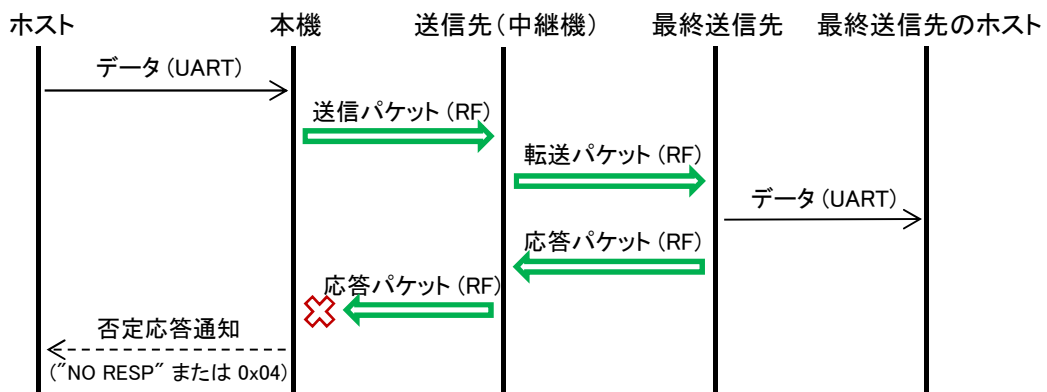 ホスト 本機 送信先（中継機） 最終送信先 最終送信先のホスト
データ (UART)
送信パケット (RF)
転送パケット (RF)
データ (UART)
応答パケット (RF)
応答パケット (RF)
否定応答通知
("NO RESP" または 0x04)